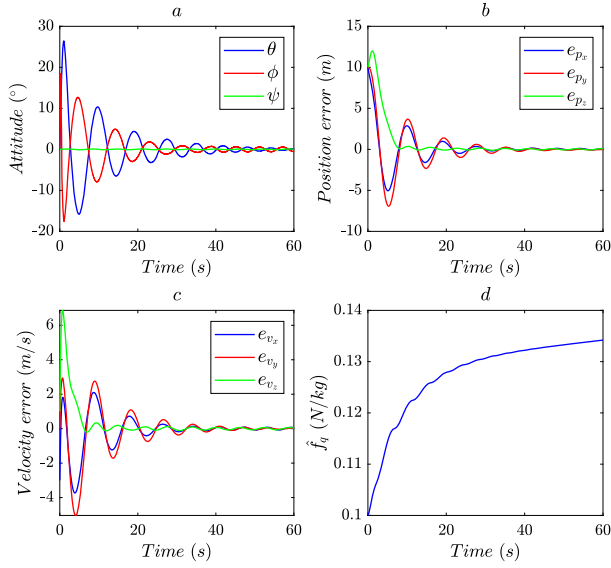 a
30
20
10
0
-10
-20
0 20 40 60
Attitude (°)
Time (s)
θ
ϕ
ψ
b
15
10
5
0
-5
-10
0 20 40 60
Position error (m)
Time (s)
e_{p_x}
e_{p_y}
e_{p_z}
c
6
4
2
0
-2
-4
0 20 40 60
Velocity error (m/s)
Time (s)
e_{v_x}
e_{v_y}
e_{v_z}
d
0.14
0.13
0.12
0.11
0.1
0 20 40 60
f̂_q (N/kg)
Time (s)